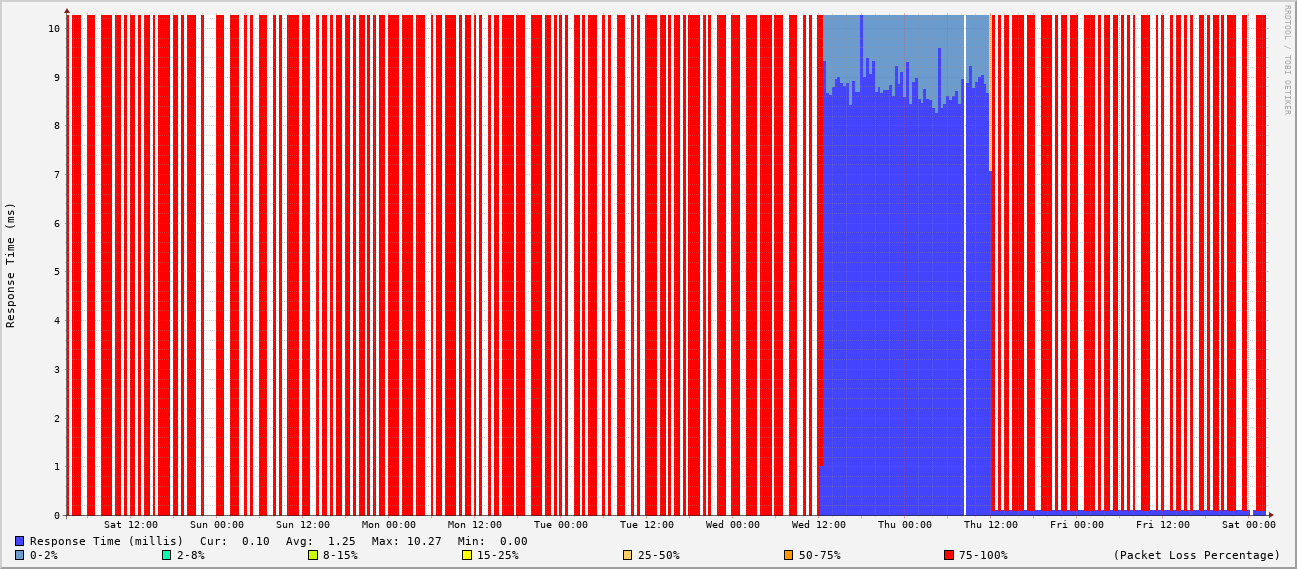 RRDTOOL / TOBI OETIKER
Response Time (ms)
10
9
8
7
6
5
4
3
2
1
0
Sat 12:00 Sun 00:00 Sun 12:00 Mon 00:00 Mon 12:00 Tue 00:00 Tue 12:00 Wed 00:00 Wed 12:00 Thu 00:00 Thu 12:00 Fri 00:00 Fri 12:00 Sat 00:00
Response Time (millis) Cur: 0.10 Avg: 1.25 Max: 10.27 Min: 0.00
0-2% 2-8% 8-15% 15-25% 25-50% 50-75% 75-100% (Packet Loss Percentage)